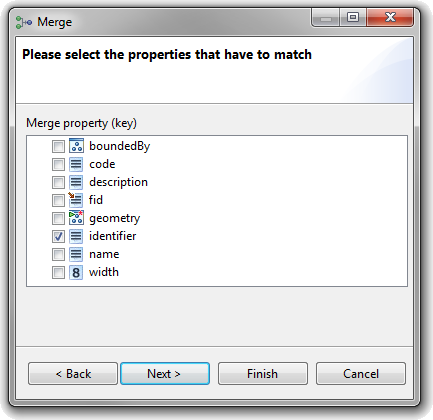 Merge
Please select the properties that have to match
Merge property (key)
boundedBy
code
description
fid
geometry
identifier
name
8 width
< Back Next > Finish Cancel